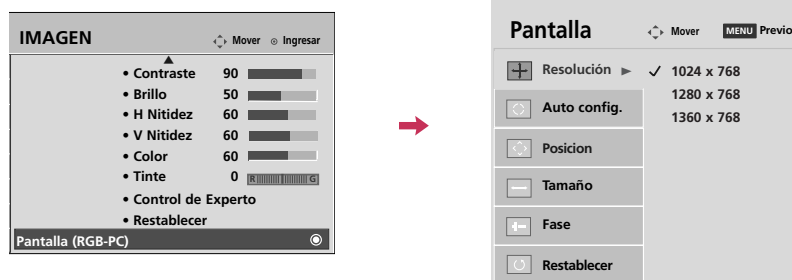 IMAGEN
Mover
Ingresar
• Contraste 90
• Brillo 50
• H Nitidez 60
• V Nitidez 60
• Color 60
• Tinte 0 R G
• Control de Experto
• Restablecer
Pantalla (RGB-PC)
Pantalla
Mover
MENU Previo
Resolución
✓ 1024 x 768
1280 x 768
1360 x 768
Auto config.
Posicion
Tamaño
Fase
Restablecer